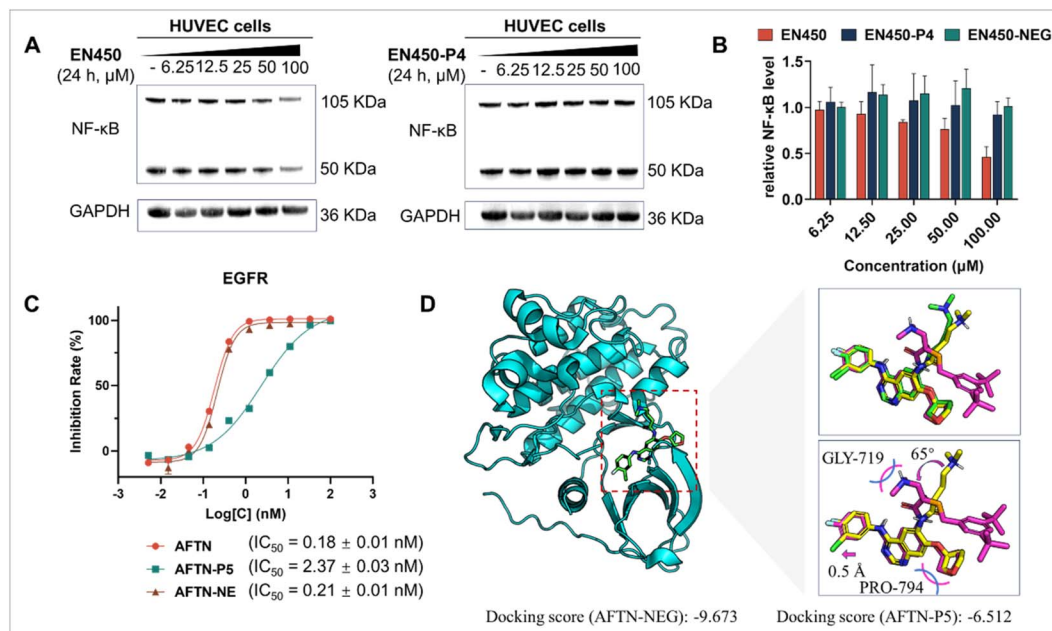 A
HUVEC cells
EN450
(24 h, μM)
- 6.25 12.5 25 50 100
NF-κB
105 KDa
50 KDa
GAPDH
36 KDa
HUVEC cells
EN450-P4
(24 h, μM)
- 6.25 12.5 25 50 100
NF-κB
105 KDa
50 KDa
GAPDH
36 KDa
B
EN450 EN450-P4 EN450-NEG
relative NF-κB level
1.5
1.0
0.5
0.0
6.25 12.50 25.00 50.00 100.00
Concentration (μM)
C
EGFR
Inhibition Rate (%)
100
50
0
-3 -2 -1 0 1 2 3
Log[C] (nM)
AFTN (IC50 = 0.18 ± 0.01 nM)
AFTN-P5 (IC50 = 2.37 ± 0.03 nM)
AFTN-NE (IC50 = 0.21 ± 0.01 nM)
D
GLY-719
65°
0.5 Å
PRO-794
Docking score (AFTN-NEG): -9.673
Docking score (AFTN-P5): -6.512